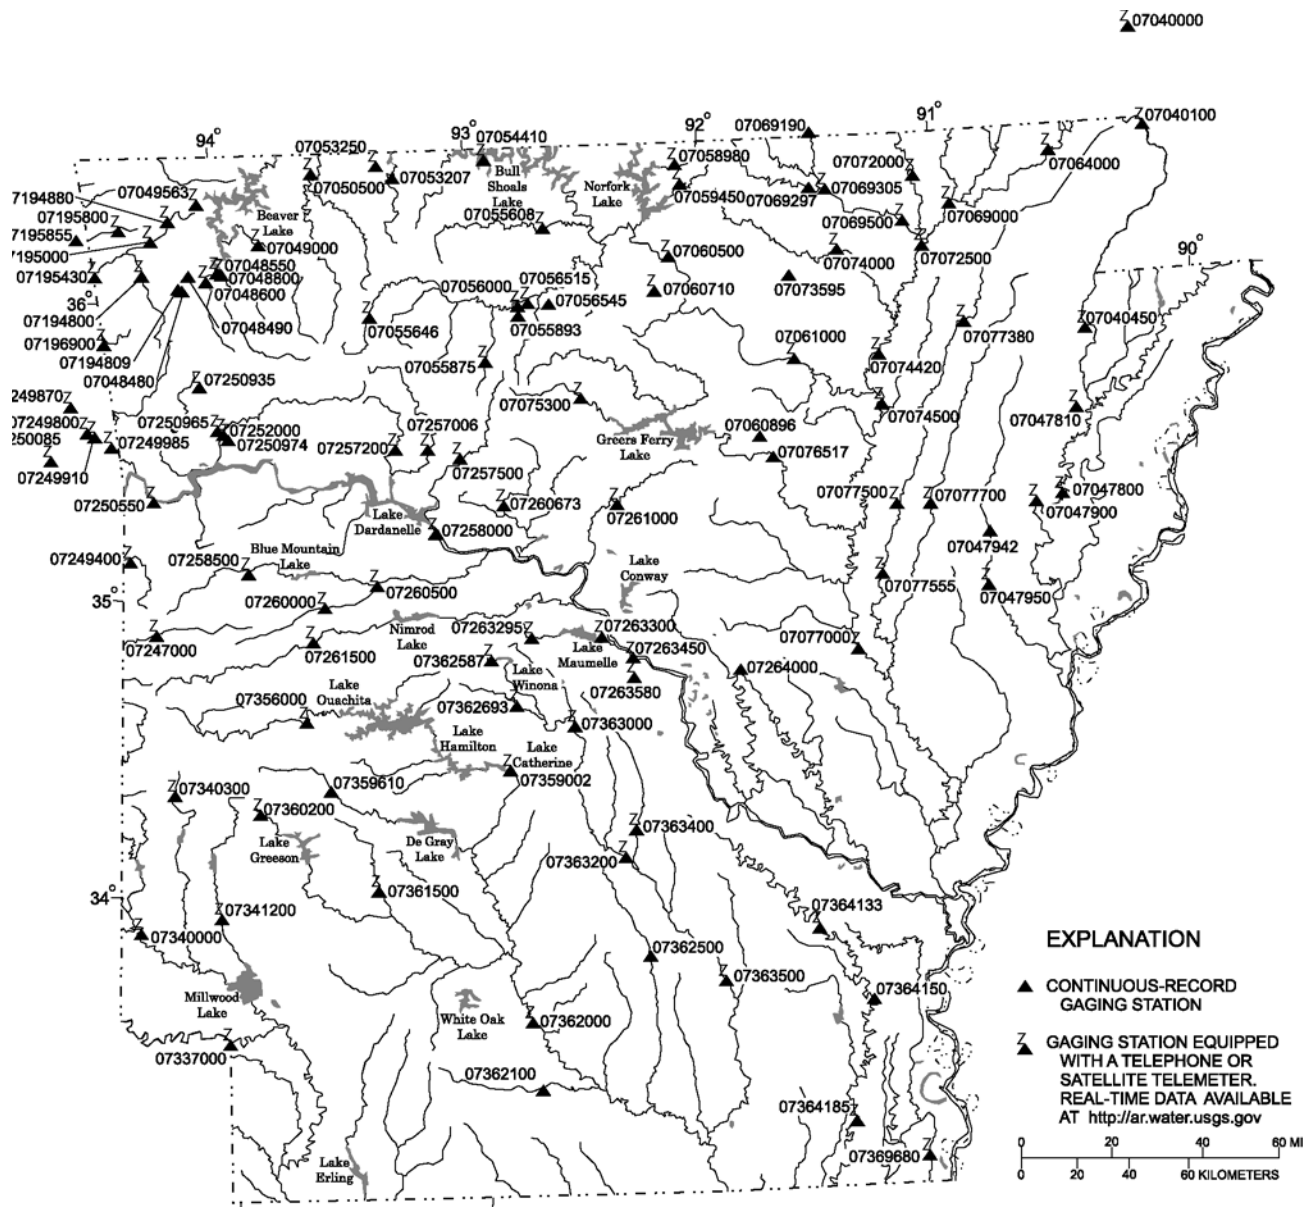 Z 07040000
94°
93°
92°
91°
90°
36°
35°
34°
07053250
07054410
07069190
07040100
07194880
07049563
07050500
07053207
Bull
Shoals
Lake
Norfork
Lake
07058980
07059450
07072000
07064000
07195800
7195855
7195000
Beaver
Lake
07049000
07055608
07069297
07069305
07069500
07069000
07060500
07074000
07072500
07195430
07048550
07048800
07048600
07056000
07056515
07056545
07060710
07073595
07194800
07048490
07055646
07055893
07061000
07077380
07040450
07196900
07194809
07048480
07055875
07074420
249870
07250935
07075300
07074500
07047810
07249800
250085
07250965
07252000
07250974
07257006
07257200
Greers Ferry
Lake
07060896
07249985
07249910
07257500
07076517
07250550
07260673
07261000
07077500
07077700
07047800
07047900
Lake
Dardanelle
07258000
07047942
07249400
07258500
Blue Mountain
Lake
Lake
Conway
07077555
07260000
07260500
07047950
07247000
07261500
Nimrod
Lake
07263295
07263300
Lake
Maumelle
07263450
07077000
07362587
Lake
Winona
07263580
07264000
07356000
Lake
Ouachita
07362693
07363000
Lake
Hamilton
Lake
Catherine
07359002
07340300
07359610
07360200
Lake
Greeson
De Gray
Lake
07363400
07363200
07361500
07341200
07340000
07364133
07362500
07363500
07364150
Millwood
Lake
White Oak
Lake
07362000
07337000
07362100
07364185
07369680
Lake
Erling
EXPLANATION
CONTINUOUS-RECORD
GAGING STATION
Z GAGING STATION EQUIPPED
WITH A TELEPHONE OR
SATELLITE TELEMETER.
REAL-TIME DATA AVAILABLE
AT http://ar.water.usgs.gov
0 20 40 60 MI
0 20 60 KILOMETERS